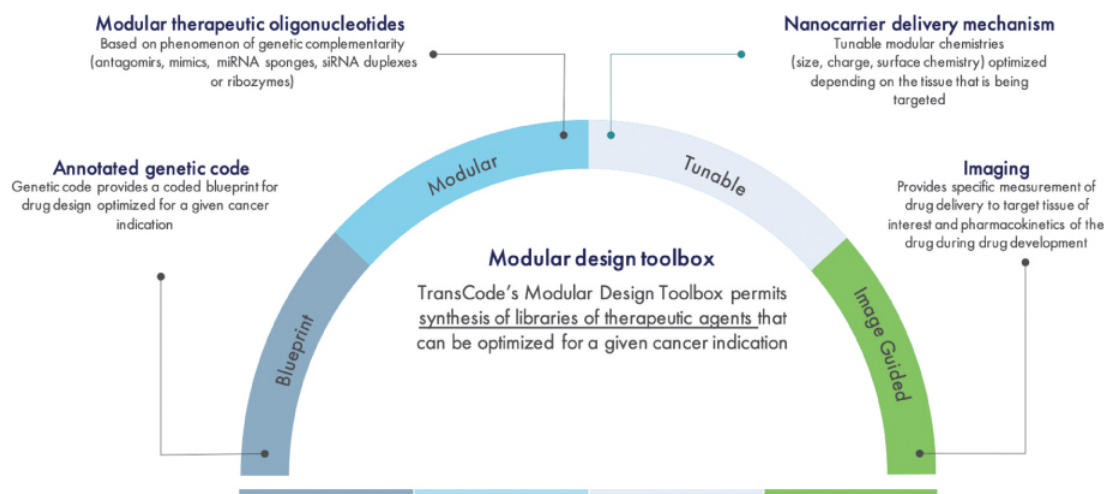 Modular therapeutic oligonucleotides
Based on phenomenon of genetic complementarity
(antagomirs, mimics, miRNA sponges, siRNA duplexes
or ribozymes)
Nanocarrier delivery mechanism
Tunable modular chemistries
(size, charge, surface chemistry) optimized
depending on the tissue that is being
targeted
Annotated genetic code
Genetic code provides a coded blueprint for
drug design optimized for a given cancer
indication
Modular
Tunable
Imaging
Provides specific measurement of
drug delivery to target tissue of
interest and pharmacokinetics of the
drug during drug development
Blueprint
Modular design toolbox
TransCode's Modular Design Toolbox permits
synthesis of libraries of therapeutic agents that
can be optimized for a given cancer indication
Image Guided